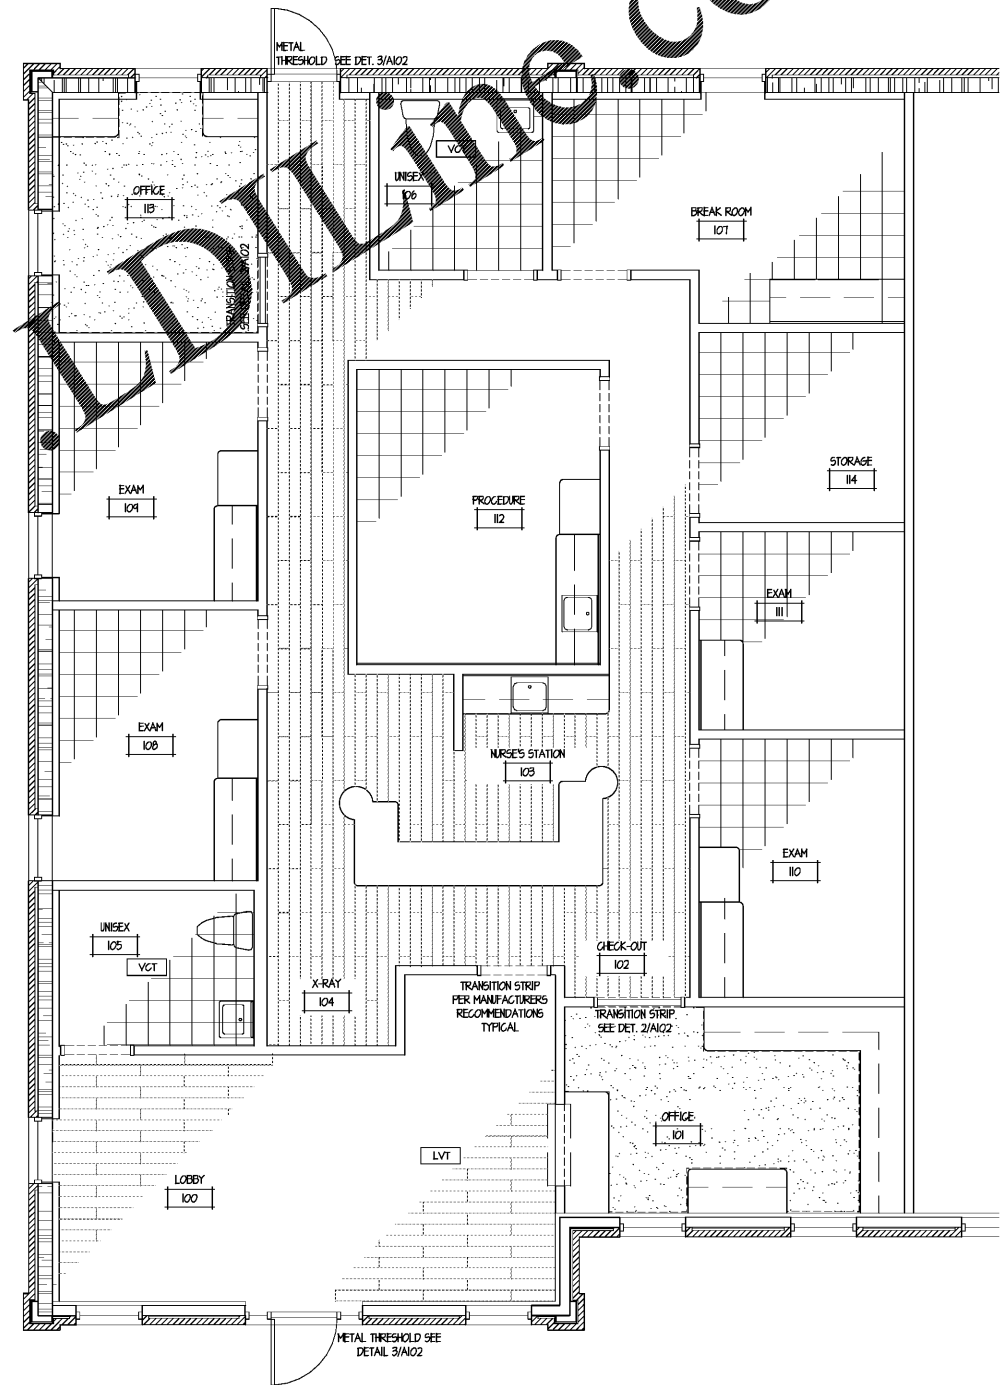 METAL
THRESHOLD SEE DET. 3/A102
.LDILine.co
VCT
UNISEX
106
OFFICE
113
BREAK ROOM
107
TRANSITION STRIP
SEE DETAIL 2/A102
STORAGE
114
EXAM
109
PROCEDURE
112
EXAM
111
EXAM
108
NURSE'S STATION
103
EXAM
110
UNISEX
105
VCT
CHECK-OUT
102
X-RAY
104
TRANSITION STRIP
PER MANUFACTURERS
RECOMMENDATIONS
TYPICAL
TRANSITION STRIP
SEE DET. 2/A102
OFFICE
101
LVT
LOBBY
100
METAL THRESHOLD SEE
DETAIL 3/A102